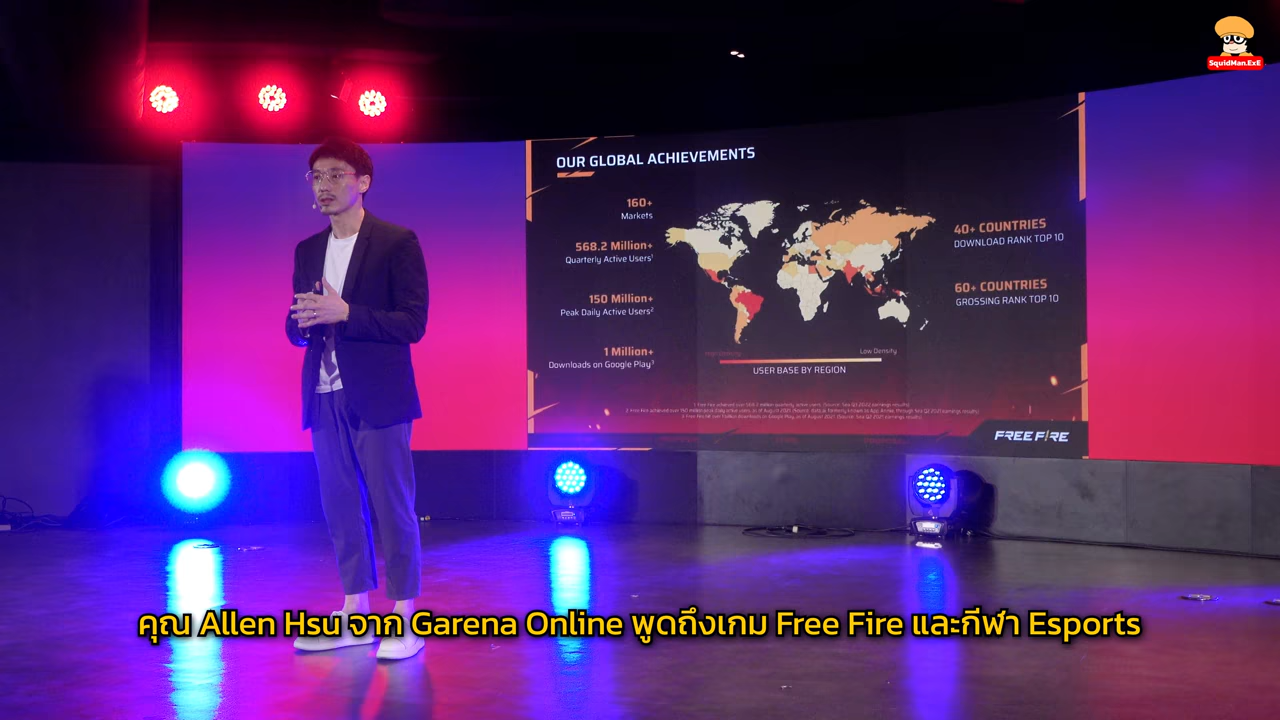 SquidMan.ExE
OUR GLOBAL ACHIEVEMENTS
160+
Markets
568.2 Million+
Quarterly Active Users¹
150 Million+
Peak Daily Active Users²
1 Million+
Downloads on Google Play³
40+ COUNTRIES
DOWNLOAD RANK TOP 10
60+ COUNTRIES
GROSSING RANK TOP 10
Low Density
USER BASE BY REGION
FREE FIRE
คุณ Allen Hsu จาก Garena Online พูดถึงเกม Free Fire และกีฬา Esports